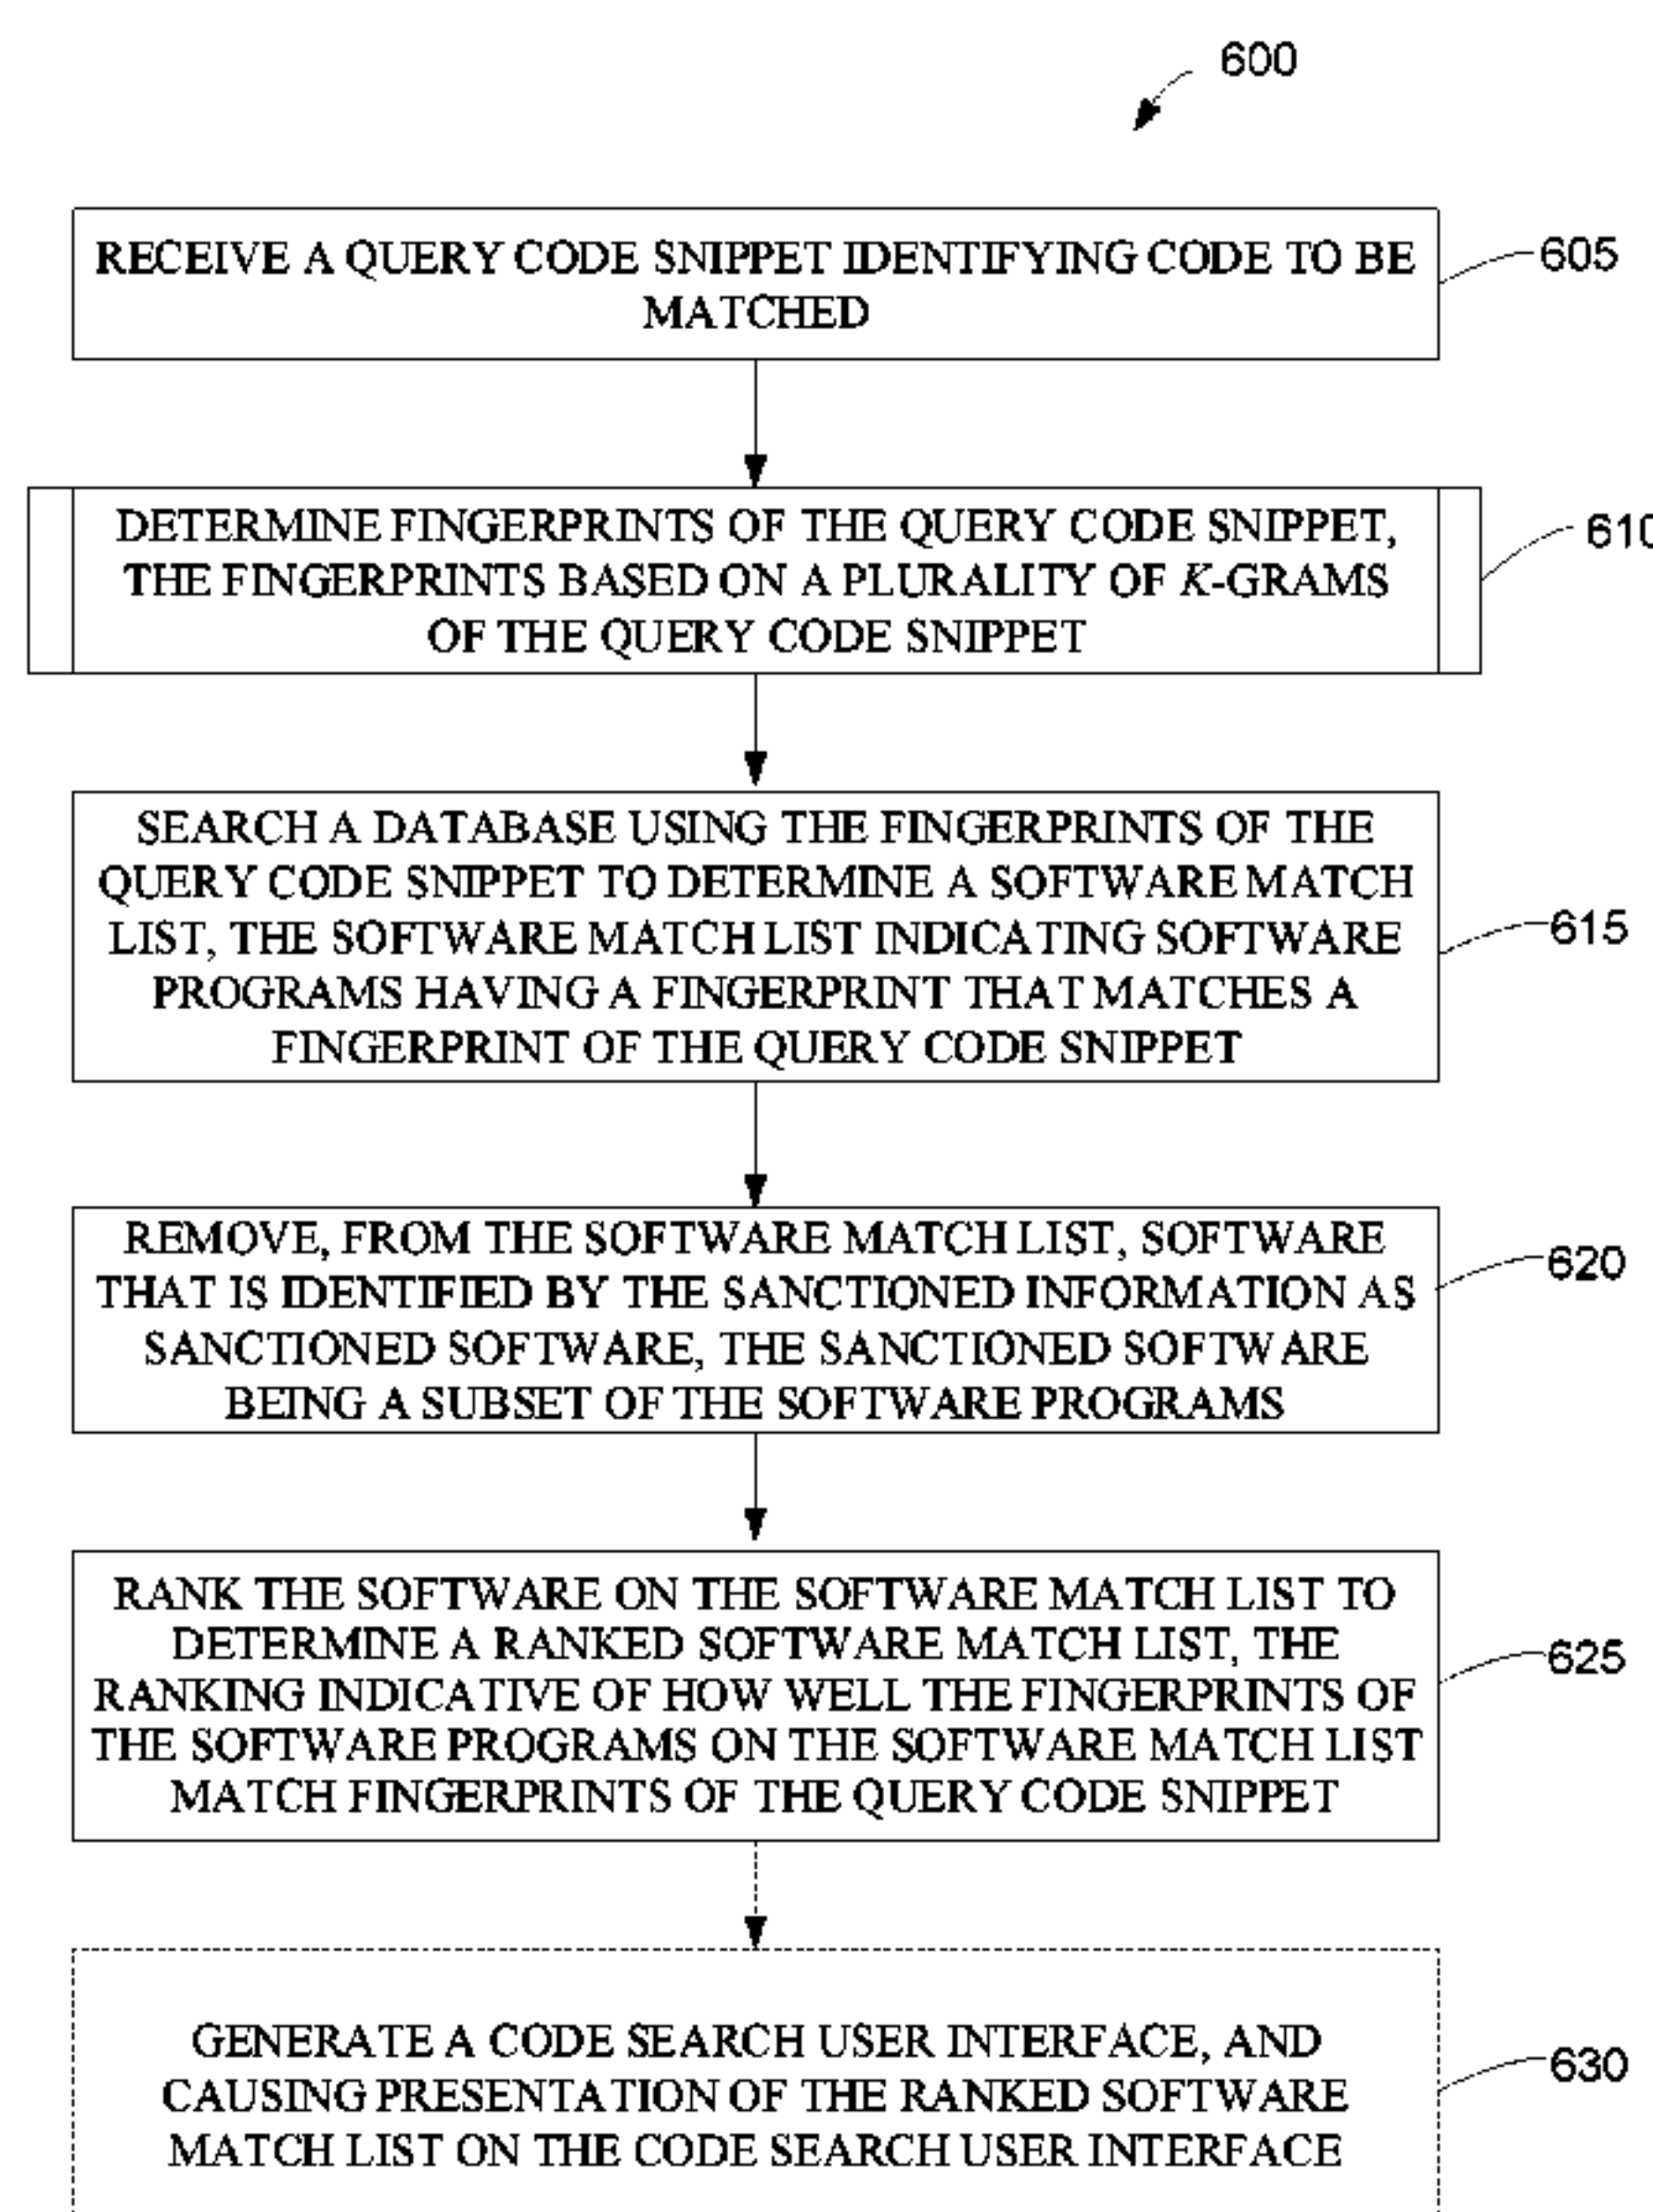 600
RECEIVE A QUERY CODE SNIPPET IDENTIFYING CODE TO BE
MATCHED
605
DETERMINE FINGERPRINTS OF THE QUERY CODE SNIPPET,
THE FINGERPRINTS BASED ON A PLURALITY OF K-GRAMS
OF THE QUERY CODE SNIPPET
610
SEARCH A DATABASE USING THE FINGERPRINTS OF THE
QUERY CODE SNIPPET TO DETERMINE A SOFTWARE MATCH
LIST, THE SOFTWARE MATCH LIST INDICATING SOFTWARE
PROGRAMS HAVING A FINGERPRINT THAT MATCHES A
FINGERPRINT OF THE QUERY CODE SNIPPET
615
REMOVE, FROM THE SOFTWARE MATCH LIST, SOFTWARE
THAT IS IDENTIFIED BY THE SANCTIONED INFORMATION AS
SANCTIONED SOFTWARE, THE SANCTIONED SOFTWARE
BEING A SUBSET OF THE SOFTWARE PROGRAMS
620
RANK THE SOFTWARE ON THE SOFTWARE MATCH LIST TO
DETERMINE A RANKED SOFTWARE MATCH LIST, THE
RANKING INDICATIVE OF HOW WELL THE FINGERPRINTS OF
THE SOFTWARE PROGRAMS ON THE SOFTWARE MATCH LIST
MATCH FINGERPRINTS OF THE QUERY CODE SNIPPET
625
GENERATE A CODE SEARCH USER INTERFACE, AND
CAUSING PRESENTATION OF THE RANKED SOFTWARE
MATCH LIST ON THE CODE SEARCH USER INTERFACE
630